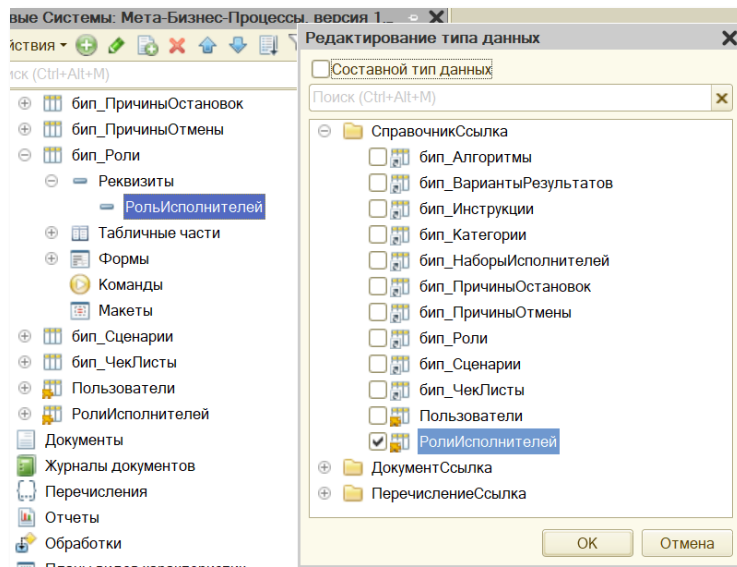 вые Системы: Мета-Бизнес-Процессы, версия 1...
йствия
иск (Ctrl+Alt+M)
бип_ПричиныОстановок
бип_ПричиныОтмены
бип_Роли
Реквизиты
РольИсполнителей
Табличные части
Формы
Команды
Макеты
бип_Сценарии
бип_ЧекЛисты
Пользователи
РолиИсполнителей
Документы
Журналы документов
Перечисления
Отчеты
Обработки
Планы видов характеристик
Редактирование типа данных
Составной тип данных
Поиск (Ctrl+Alt+M)
СправочникСсылка
бип_Алгоритмы
бип_ВариантыРезультатов
бип_Инструкции
бип_Категории
бип_НаборыИсполнителей
бип_ПричиныОстановок
бип_ПричиныОтмены
бип_Роли
бип_Сценарии
бип_ЧекЛисты
Пользователи
РолиИсполнителей
ДокументСсылка
ПеречислениеСсылка
OK
Отмена